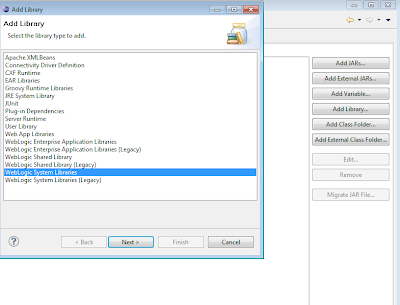 Add Library
Add Library
Select the library type to add.
Apache XMLBeans
Connectivity Driver Definition
CXF Runtime
EAR Libraries
Groovy Runtime Libraries
JRE System Library
JUnit
Plug-in Dependencies
Server Runtime
User Library
Web App Libraries
WebLogic Enterprise Application Libraries
WebLogic Enterprise Application Libraries (Legacy)
WebLogic Shared Library
WebLogic Shared Library (Legacy)
WebLogic System Libraries
WebLogic System Libraries (Legacy)
?
< Back
Next >
Finish
Cancel
Add JARs...
Add External JARs...
Add Variable...
Add Library...
Add Class Folder...
Add External Class Folder...
Edit...
Remove
Migrate JAR File...